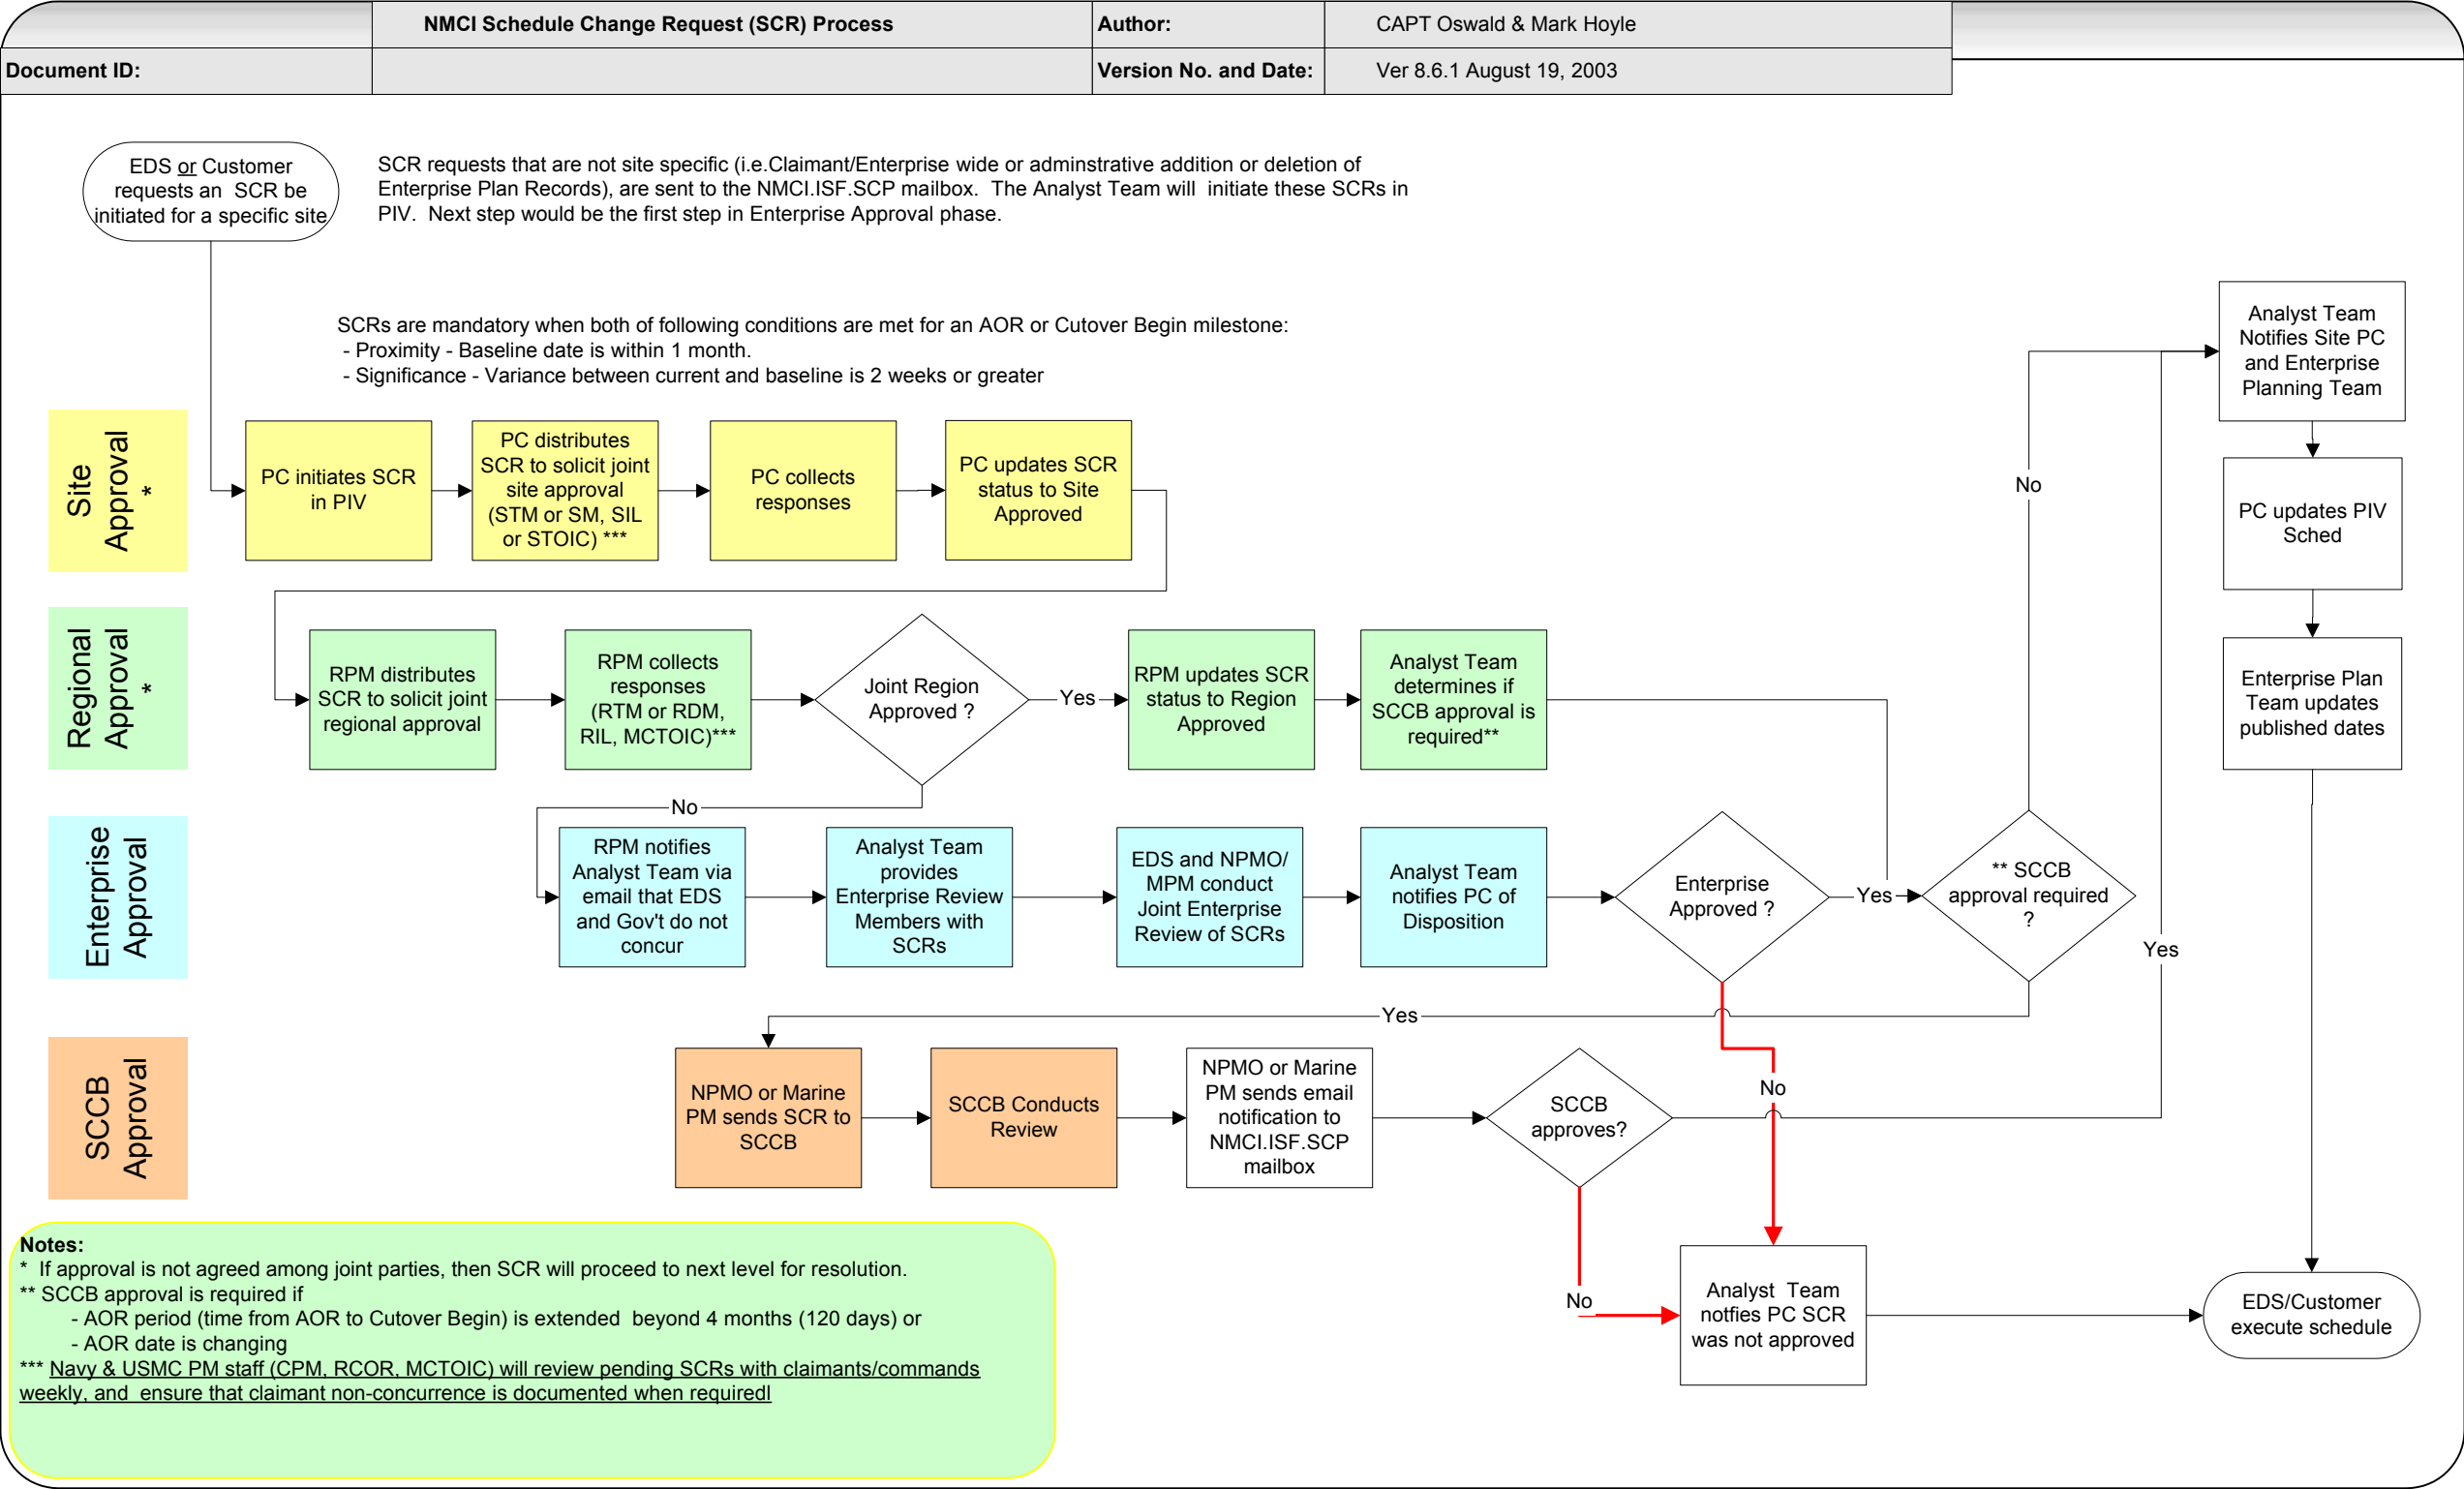 NMCI Schedule Change Request (SCR) Process
Author:
CAPT Oswald & Mark Hoyle
Document ID:
Version No. and Date:
Ver 8.6.1 August 19, 2003
EDS or Customer
requests an  SCR be
initiated for a specific site
SCR requests that are not site specific (i.e.Claimant/Enterprise wide or adminstrative addition or deletion of
Enterprise Plan Records), are sent to the NMCI.ISF.SCP mailbox.  The Analyst Team will  initiate these SCRs in
PIV.  Next step would be the first step in Enterprise Approval phase.
SCRs are mandatory when both of following conditions are met for an AOR or Cutover Begin milestone:
- Proximity - Baseline date is within 1 month.
- Significance - Variance between current and baseline is 2 weeks or greater
Analyst Team
Notifies Site PC
and Enterprise
Planning Team
Site
Approval
*
PC initiates SCR
in PIV
PC distributes
SCR to solicit joint
site approval
(STM or SM, SIL
or STOIC) ***
PC collects
responses
PC updates SCR
status to Site
Approved
No
PC updates PIV
Sched
Regional
Approval
*
RPM distributes
SCR to solicit joint
regional approval
RPM collects
responses
(RTM or RDM,
RIL, MCTOIC)***
Joint Region
Approved ?
Yes
RPM updates SCR
status to Region
Approved
Analyst Team
determines if
SCCB approval is
required**
Enterprise Plan
Team updates
published dates
No
Enterprise
Approval
RPM notifies
Analyst Team via
email that EDS
and Gov't do not
concur
Analyst Team
provides
Enterprise Review
Members with
SCRs
EDS and NPMO/
MPM conduct
Joint Enterprise
Review of SCRs
Analyst Team
notifies PC of
Disposition
Enterprise
Approved ?
Yes
** SCCB
approval required
?
Yes
Yes
SCCB
Approval
NPMO or Marine
PM sends SCR to
SCCB
SCCB Conducts
Review
NPMO or Marine
PM sends email
notification to
NMCI.ISF.SCP
mailbox
SCCB
approves?
No
No
Analyst  Team
notfies PC SCR
was not approved
EDS/Customer
execute schedule
Notes:
*  If approval is not agreed among joint parties, then SCR will proceed to next level for resolution.
** SCCB approval is required if
- AOR period (time from AOR to Cutover Begin) is extended  beyond 4 months (120 days) or
- AOR date is changing
*** Navy & USMC PM staff (CPM, RCOR, MCTOIC) will review pending SCRs with claimants/commands
weekly, and  ensure that claimant non-concurrence is documented when requiredl